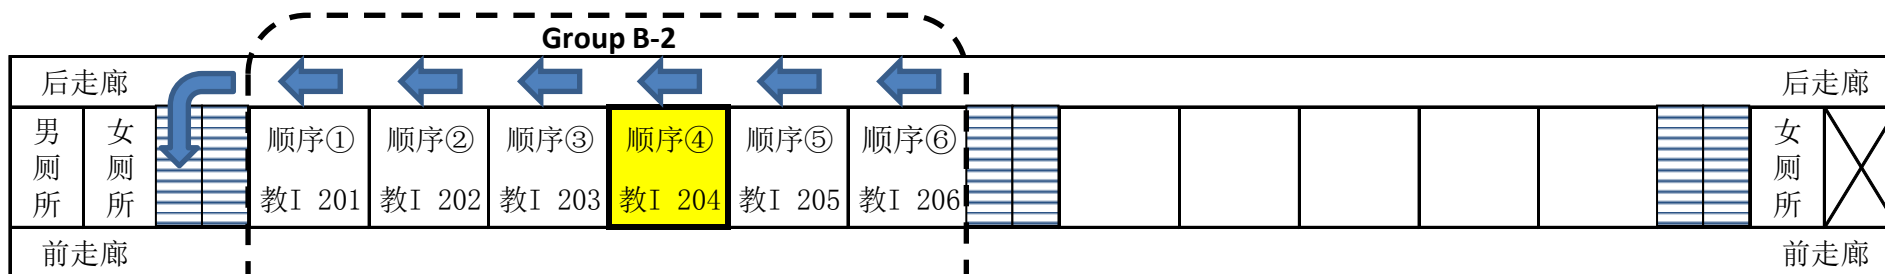 Group B-2
后走廊
后走廊
男厕所
女厕所
顺序①
教I 201
顺序②
教I 202
顺序③
教I 203
顺序④
教I 204
顺序⑤
教I 205
顺序⑥
教I 206
女厕所
前走廊
前走廊